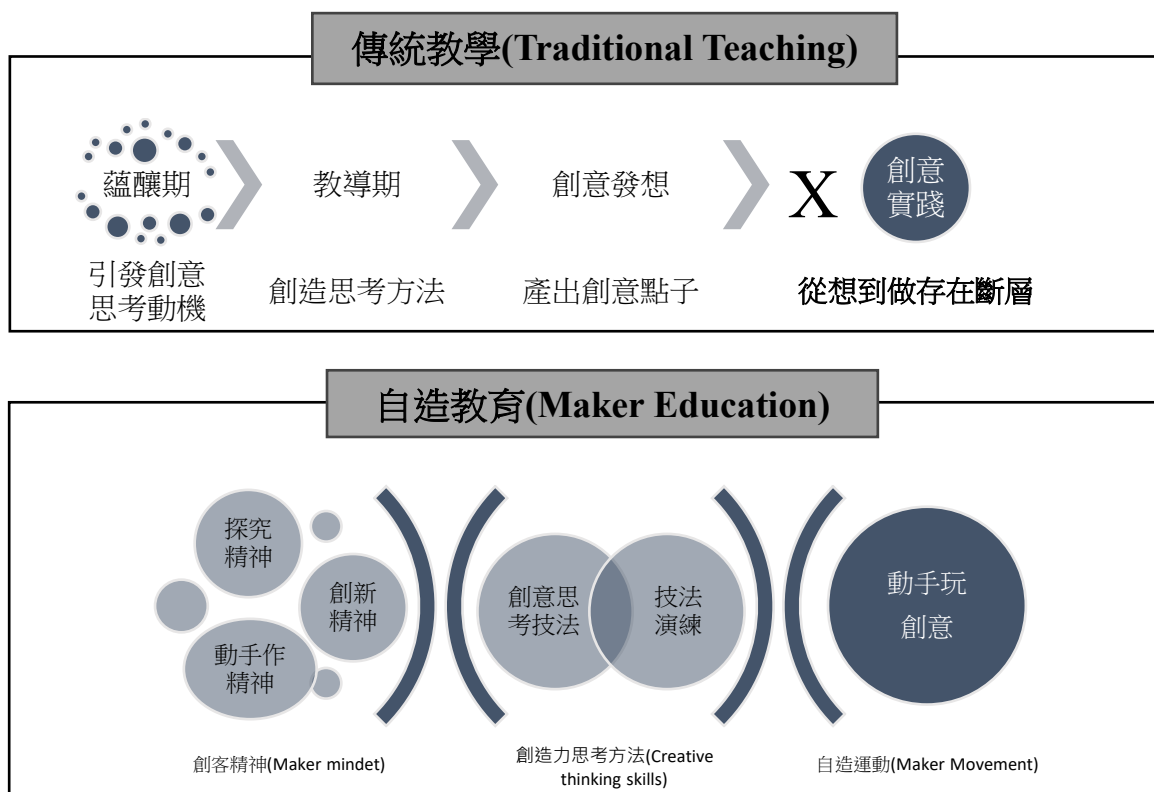 傳統教學(Traditional Teaching)
蘊釀期
教導期
創意發想
X
創意
實踐
引發創意
思考動機
創造思考方法
產出創意點子
從想到做存在斷層
自造教育(Maker Education)
探究
精神
創新
精神
動手作
精神
創意思
考技法
技法
演練
動手玩
創意
創客精神(Maker mindet)
創造力思考方法(Creative
thinking skills)
自造運動(Maker Movement)